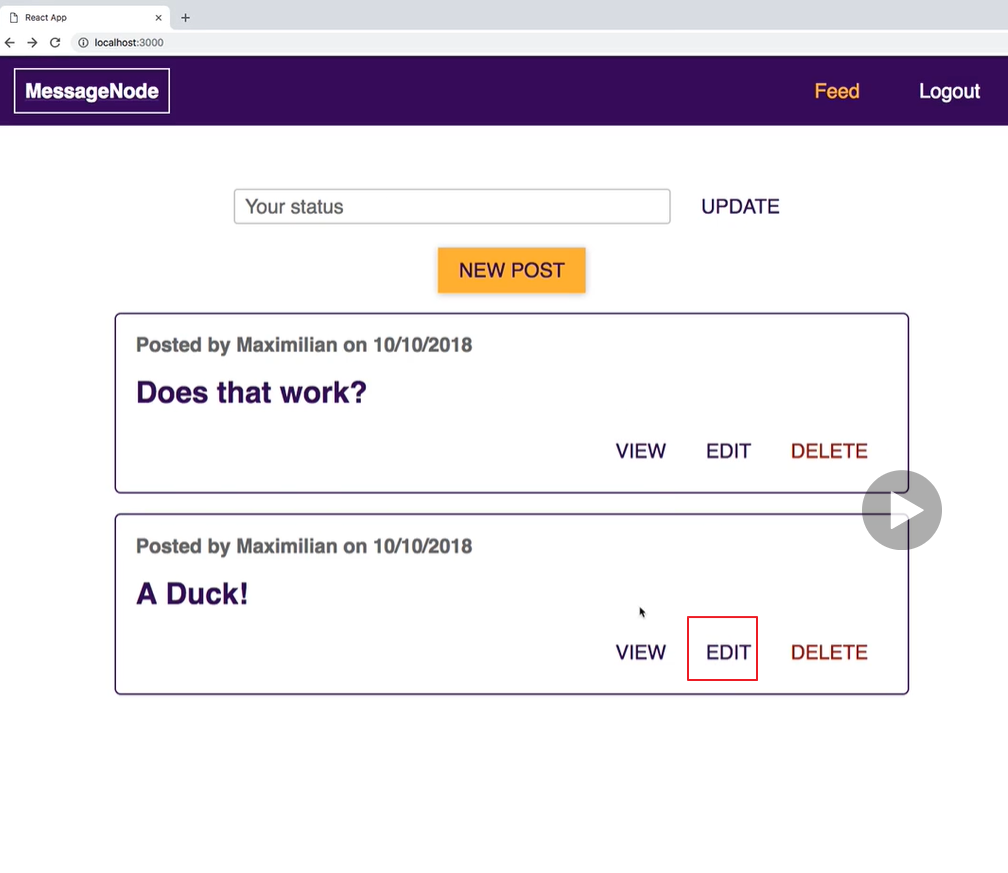 React App
localhost:3000
MessageNode
Feed
Logout
Your status
UPDATE
NEW POST
Posted by Maximilian on 10/10/2018
Does that work?
VIEW EDIT DELETE
Posted by Maximilian on 10/10/2018
A Duck!
VIEW EDIT DELETE